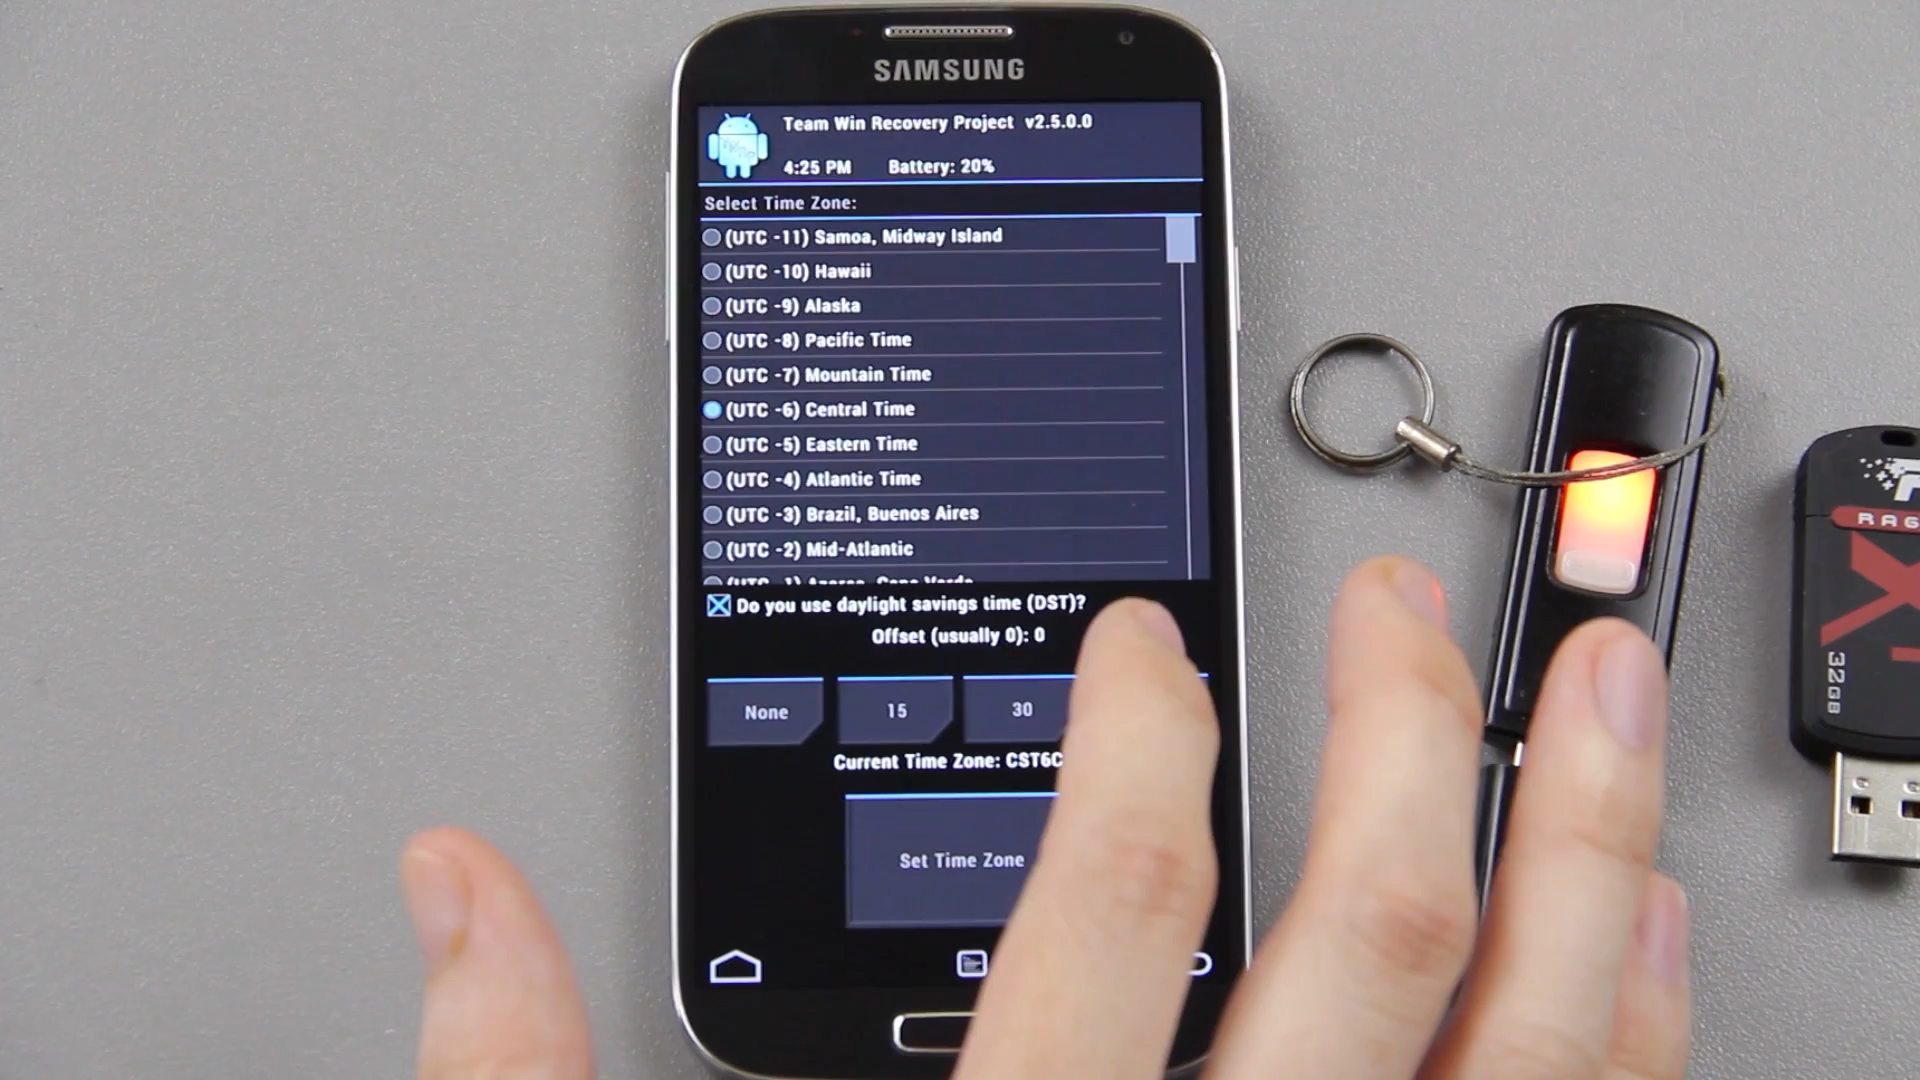 SAMSUNG
Team Win Recovery Project v2.5.0.0
4:25 PM Battery: 20%
Select Time Zone:
(UTC -11) Samoa, Midway Island
(UTC -10) Hawaii
(UTC -9) Alaska
(UTC -8) Pacific Time
(UTC -7) Mountain Time
(UTC -6) Central Time
(UTC -5) Eastern Time
(UTC -4) Atlantic Time
(UTC -3) Brazil, Buenos Aires
(UTC -2) Mid-Atlantic
Do you use daylight savings time (DST)?
Offset (usually 0): 0
None 15 30
Current Time Zone: CST6C
Set Time Zone
RAG
X
32GB